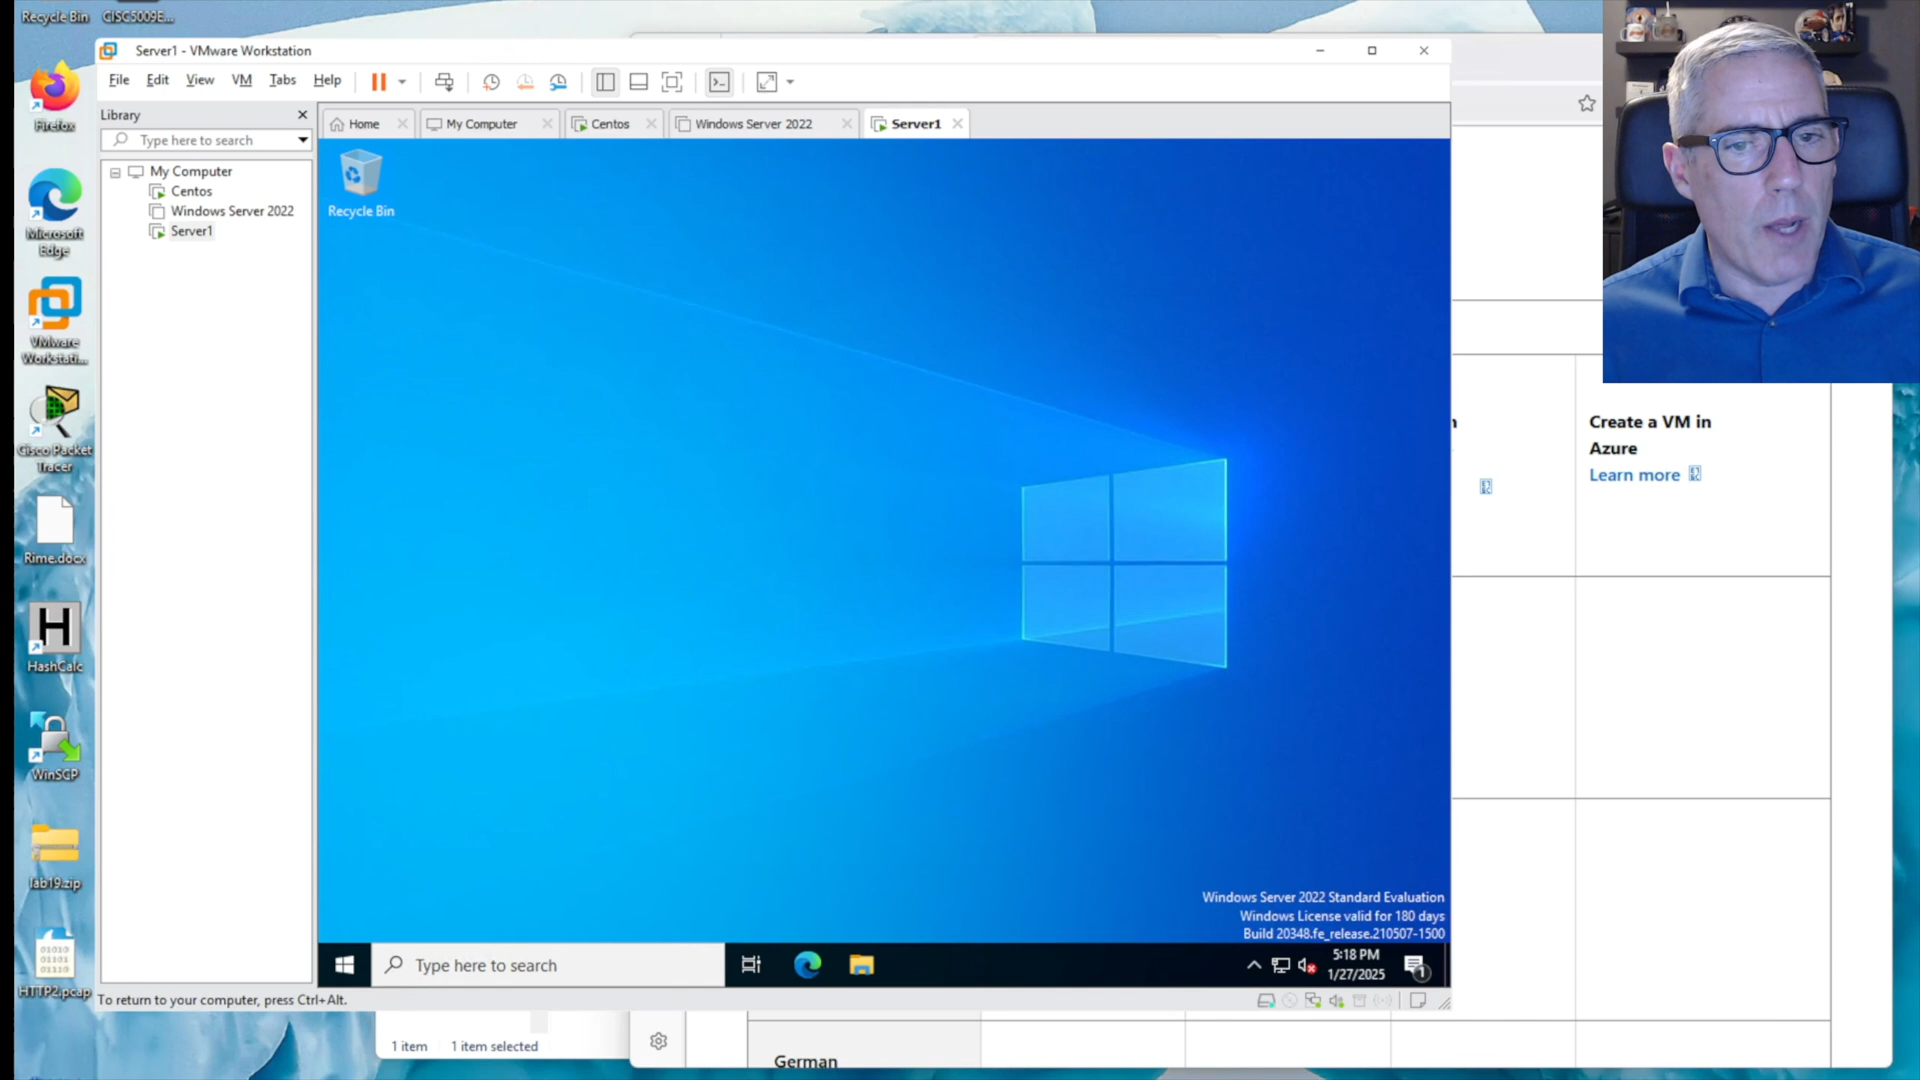 Recycle Bin
CISC5009E...
Firefox
Microsoft
Edge
VMware
Workstati...
Cisco Packet
Tracer
Rime.docx
H
HashCalc
WinSCP
lab19.zip
01010
01101
01110
HTTP2.pcap
Server1 - VMware Workstation
File
Edit
View
VM
Tabs
Help
Library
Type here to search
My Computer
Centos
Windows Server 2022
Server1
Home
My Computer
Centos
Windows Server 2022
Server1
Recycle Bin
Windows Server 2022 Standard Evaluation
Windows License valid for 180 days
Build 20348.fe_release.210507-1500
Type here to search
5:18 PM
1/27/2025
1
To return to your computer, press Ctrl+Alt.
1 item
1 item selected
Create a VM in
Azure
Learn more
German